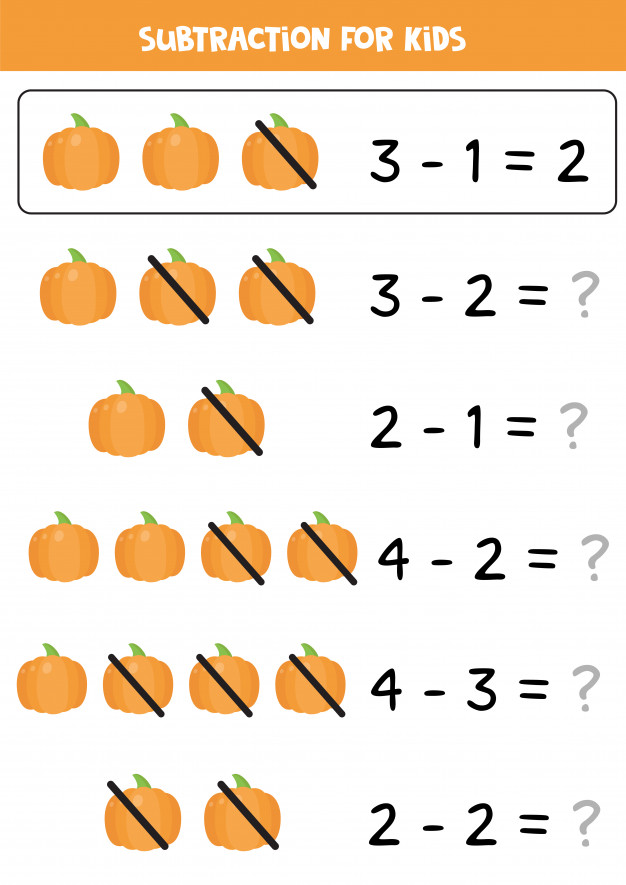 SUBTRACTION FOR KIDS
3 - 1 = 2
3 - 2 = ?
2 - 1 = ?
4 - 2 = ?
4 - 3 = ?
2 - 2 = ?